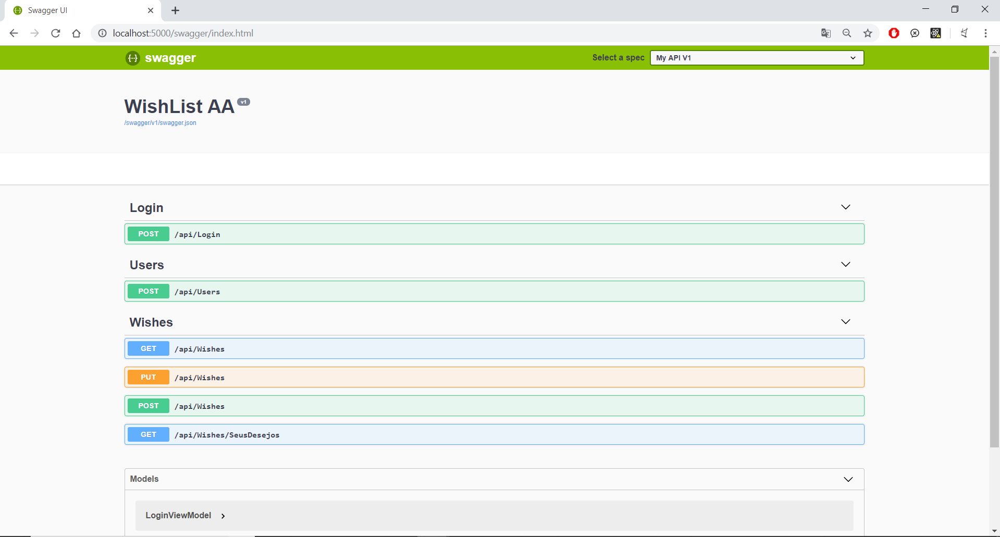 Swagger UI
localhost:5000/swagger/index.html
{··} swagger
Select a spec My API V1
WishList AA v1
/swagger/v1/swagger.json
Login
POST /api/Login
Users
POST /api/Users
Wishes
GET /api/Wishes
PUT /api/Wishes
POST /api/Wishes
GET /api/Wishes/SeusDesejos
Models
LoginViewModel